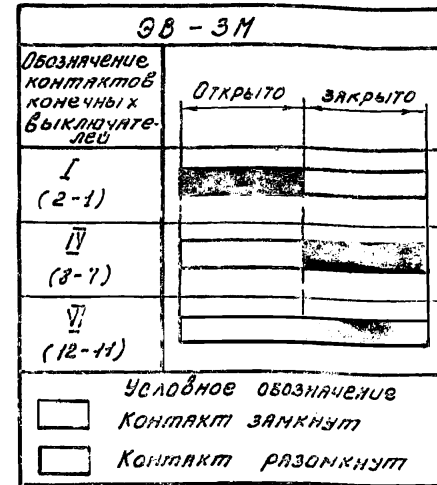 ЭВ - 3М
Обозначение
контактов
конечных
выключате-
лей
Открыто
закрыто
I
(2-1)
IV
(8-7)
VI
(12-11)
Условное обозначение
Контакт замкнут
Контакт разомкнут